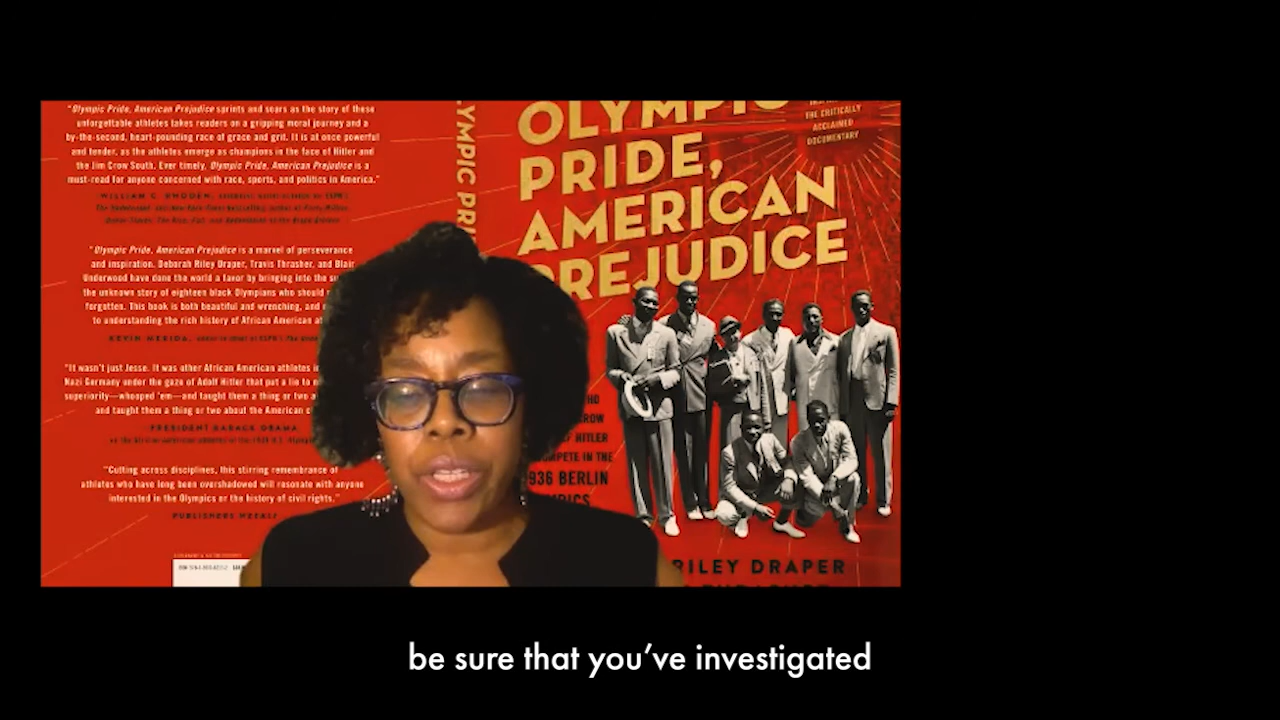 "Olympic Pride, American Prejudice sprints and soars as the story of these
unforgettable athletes takes readers on a gripping moral journey and a
by-the-second, heart-pounding race of grace and grit. It is at once powerful
and tender, as the athletes emerge as champions in the face of Hitler and
the Jim Crow South. Ever timely, Olympic Pride, American Prejudice is a
must-read for anyone concerned with race, sports, and politics in America."
WILLIAM C. RHODEN,
"Olympic Pride, American Prejudice is a marvel of perseverance
and inspiration. Deborah Riley Draper, Travis Thrasher, and Blair
Underwood have done the world a favor by bringing into the
the unknown story of eighteen black Olympians who should
forgotten. This book is both beautiful and wrenching, and
to understanding the rich history of African American
KEVIN MERIDA,
"It wasn't just Jesse. It was other African American athletes
Nazi Germany under the gaze of Adolf Hitler that put a lie to
superiority—whooped 'em—and taught them a thing or two
and taught them a thing or two about the American
PRESIDENT BARACK OBAMA
"Cutting across disciplines, this stirring remembrance of
athletes who have long been overshadowed will resonate with anyone
interested in the Olympics or the history of civil rights."
PUBLISHERS WEEKLY
LYMPIC PRI
OLYMPIC
PRIDE,
AMERICAN
PREJUDICE
THE CRITICALLY
ACCLAIMED
DOCUMENTARY
HO
ROW
HITLER
MPETE IN THE
936 BERLIN
RILEY DRAPER
be sure that you've investigated